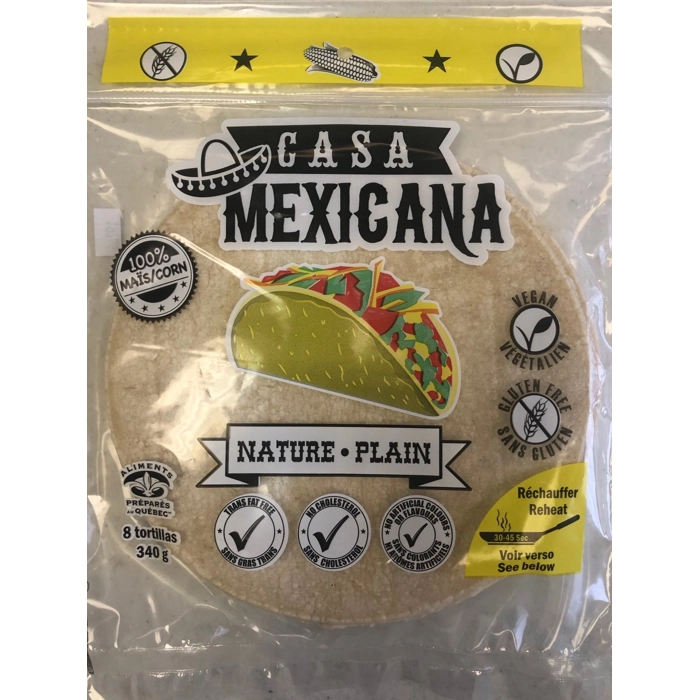 CASA
MEXICANA
100%
MAÏS/CORN
VEGAN
VÉGÉTALIEN
GLUTEN FREE
SANS GLUTEN
NATURE • PLAIN
ALIMENTS
PRÉPARÉS
AU QUÉBEC
8 tortillas
340 g
TRANS FAT FREE
SANS GRAS TRANS
NO CHOLESTEROL
SANS CHOLESTEROL
NO ARTIFICIAL COLOURS
OR FLAVORS
SANS COLORANTS
NI ARÔMES ARTIFICIELS
Réchauffer
Reheat
30-45 Sec
Voir verso
See below